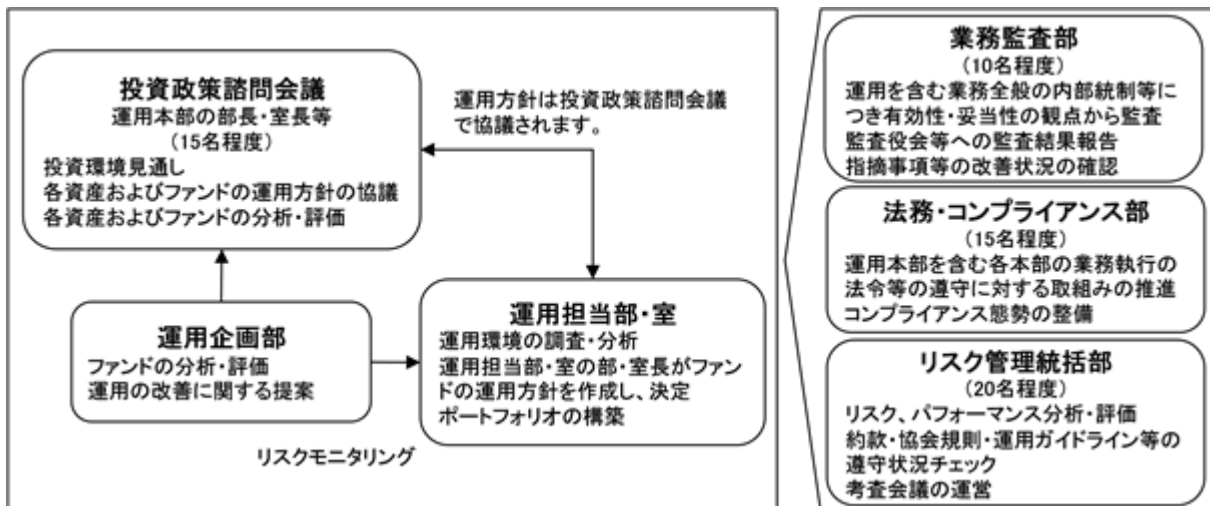 投資政策諮問会議
運用本部の部長・室長等
(15名程度)
投資環境見通し
各資産およびファンドの運用方針の協議
各資産およびファンドの分析・評価
運用方針は投資政策諮問会議
で協議されます。
運用企画部
ファンドの分析・評価
運用の改善に関する提案
運用担当部・室
運用環境の調査・分析
運用担当部・室の部・室長がファン
ドの運用方針を作成し、決定
ポートフォリオの構築
リスクモニタリング
業務監査部
(10名程度)
運用を含む業務全般の内部統制等に
つき有効性・妥当性の観点から監査
監査役会等への監査結果報告
指摘事項等の改善状況の確認
法務・コンプライアンス部
(15名程度)
運用本部を含む各本部の業務執行の
法令等の遵守に対する取組みの推進
コンプライアンス態勢の整備
リスク管理統括部
(20名程度)
リスク、パフォーマンス分析・評価
約款・協会規則・運用ガイドライン等の
遵守状況チェック
考査会議の運営